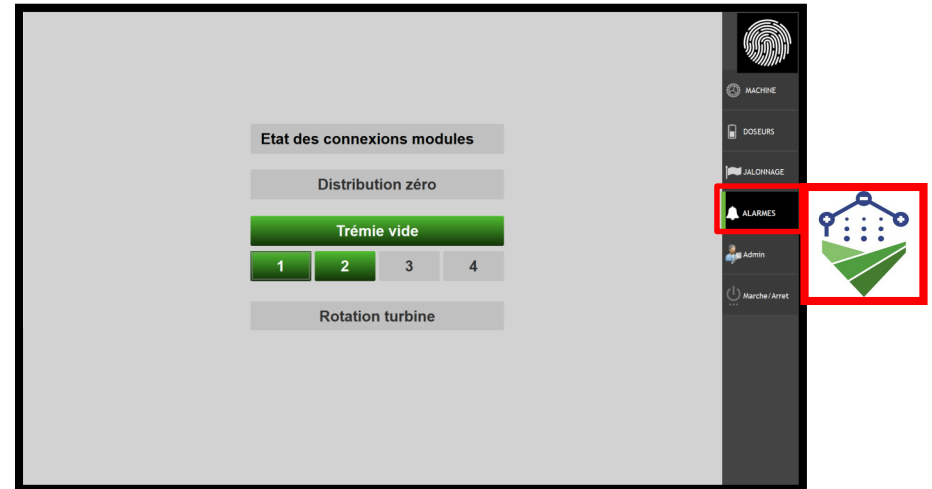 MACHINE
DOSEURS
JALONNAGE
ALARMES
Admin
Marche/Arret
Etat des connexions modules
Distribution zéro
Trémie vide
1 2 3 4
Rotation turbine